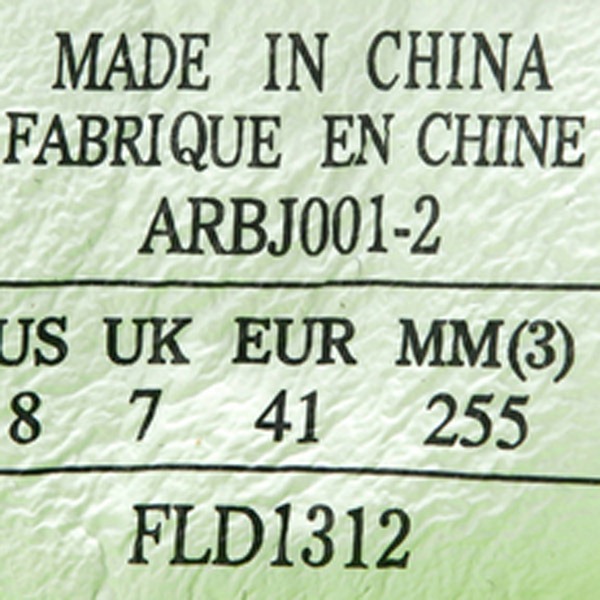 MADE IN CHINA
FABRIQUE EN CHINE
ARBJ001-2
US UK EUR MM(3)
8 7 41 255
FLD1312